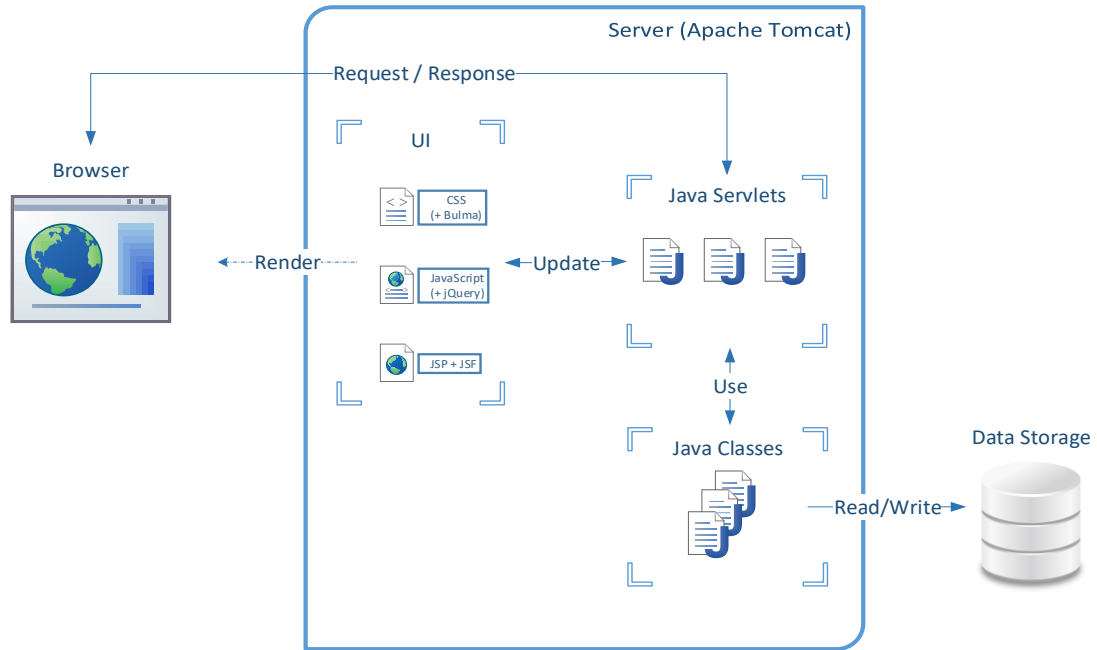 Server (Apache Tomcat)
Request / Response
UI
Browser
CSS
(+ Bulma)
Java Servlets
Render
Update
JavaScript
(+ jQuery)
JSP + JSF
Use
Java Classes
Data Storage
Read/Write